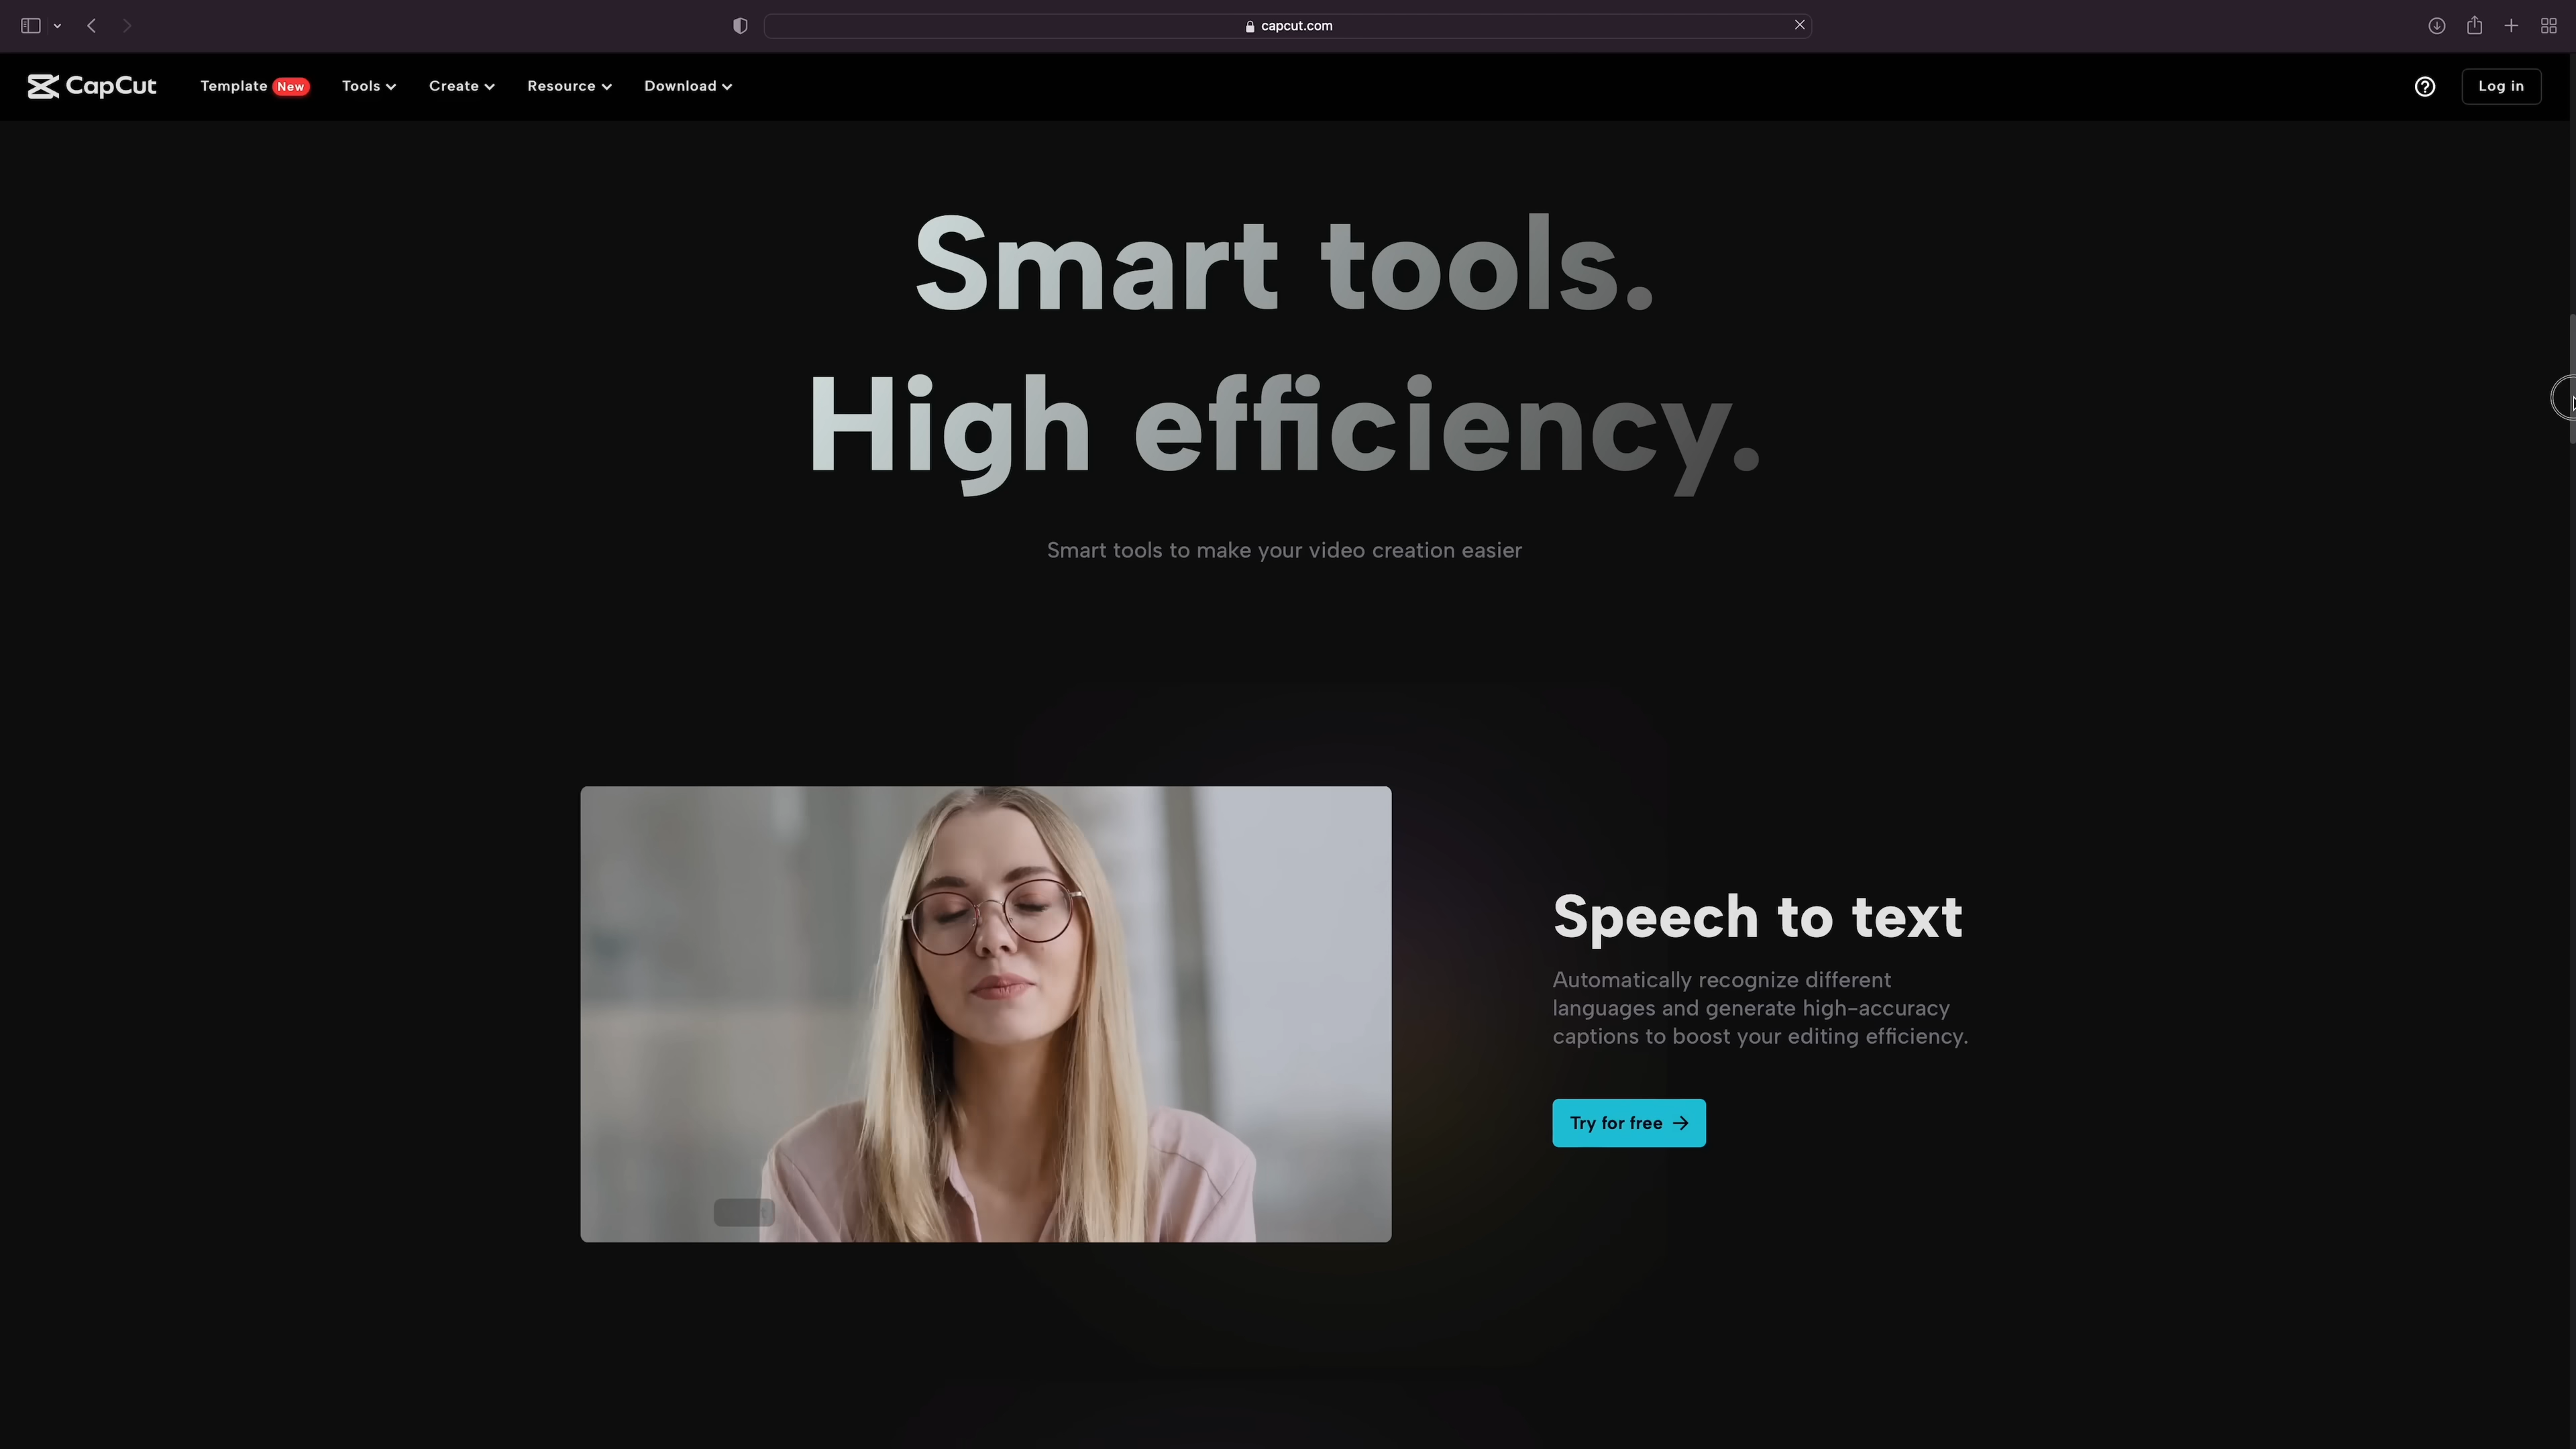 capcut.com
CapCut
Template New
Tools
Create
Resource
Download
Log in
Smart tools.
High efficiency.
Smart tools to make your video creation easier
Speech to text
Automatically recognize different
languages and generate high-accuracy
captions to boost your editing efficiency.
Try for free